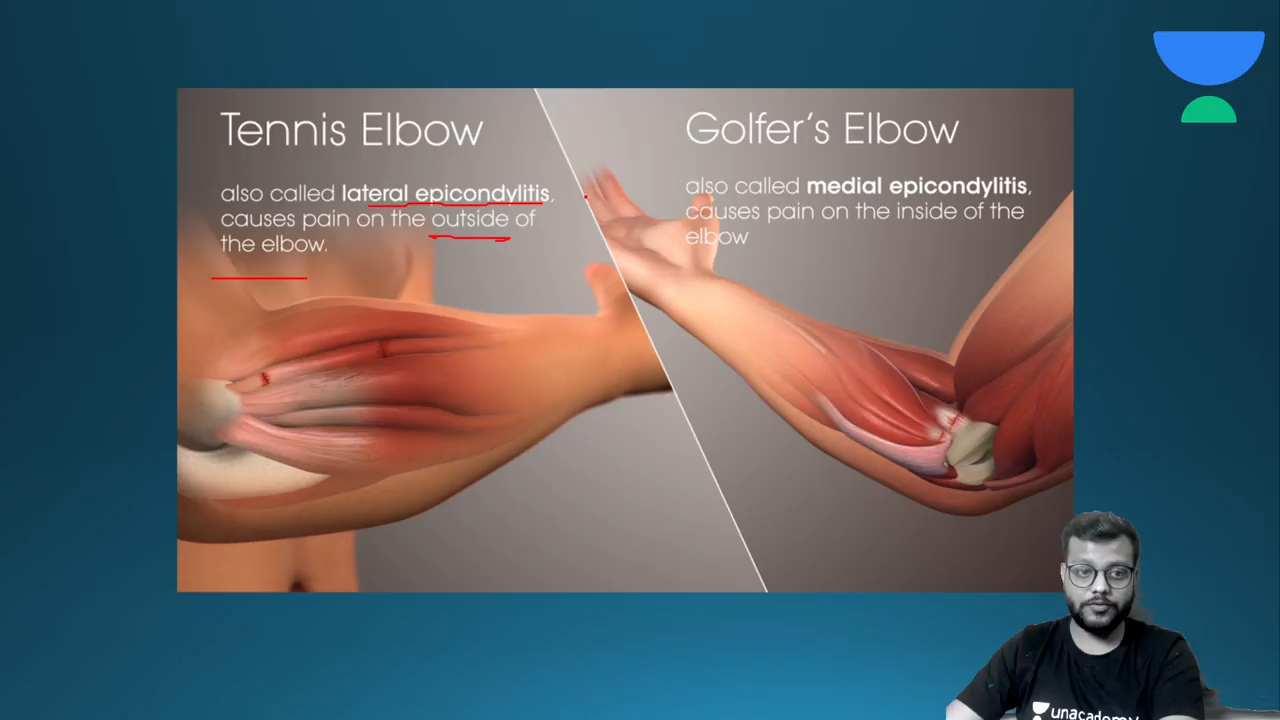 Tennis Elbow
also called lateral epicondylitis,
causes pain on the outside of
the elbow.
Golfer's Elbow
also called medial epicondylitis,
causes pain on the inside of the
elbow
unacademy